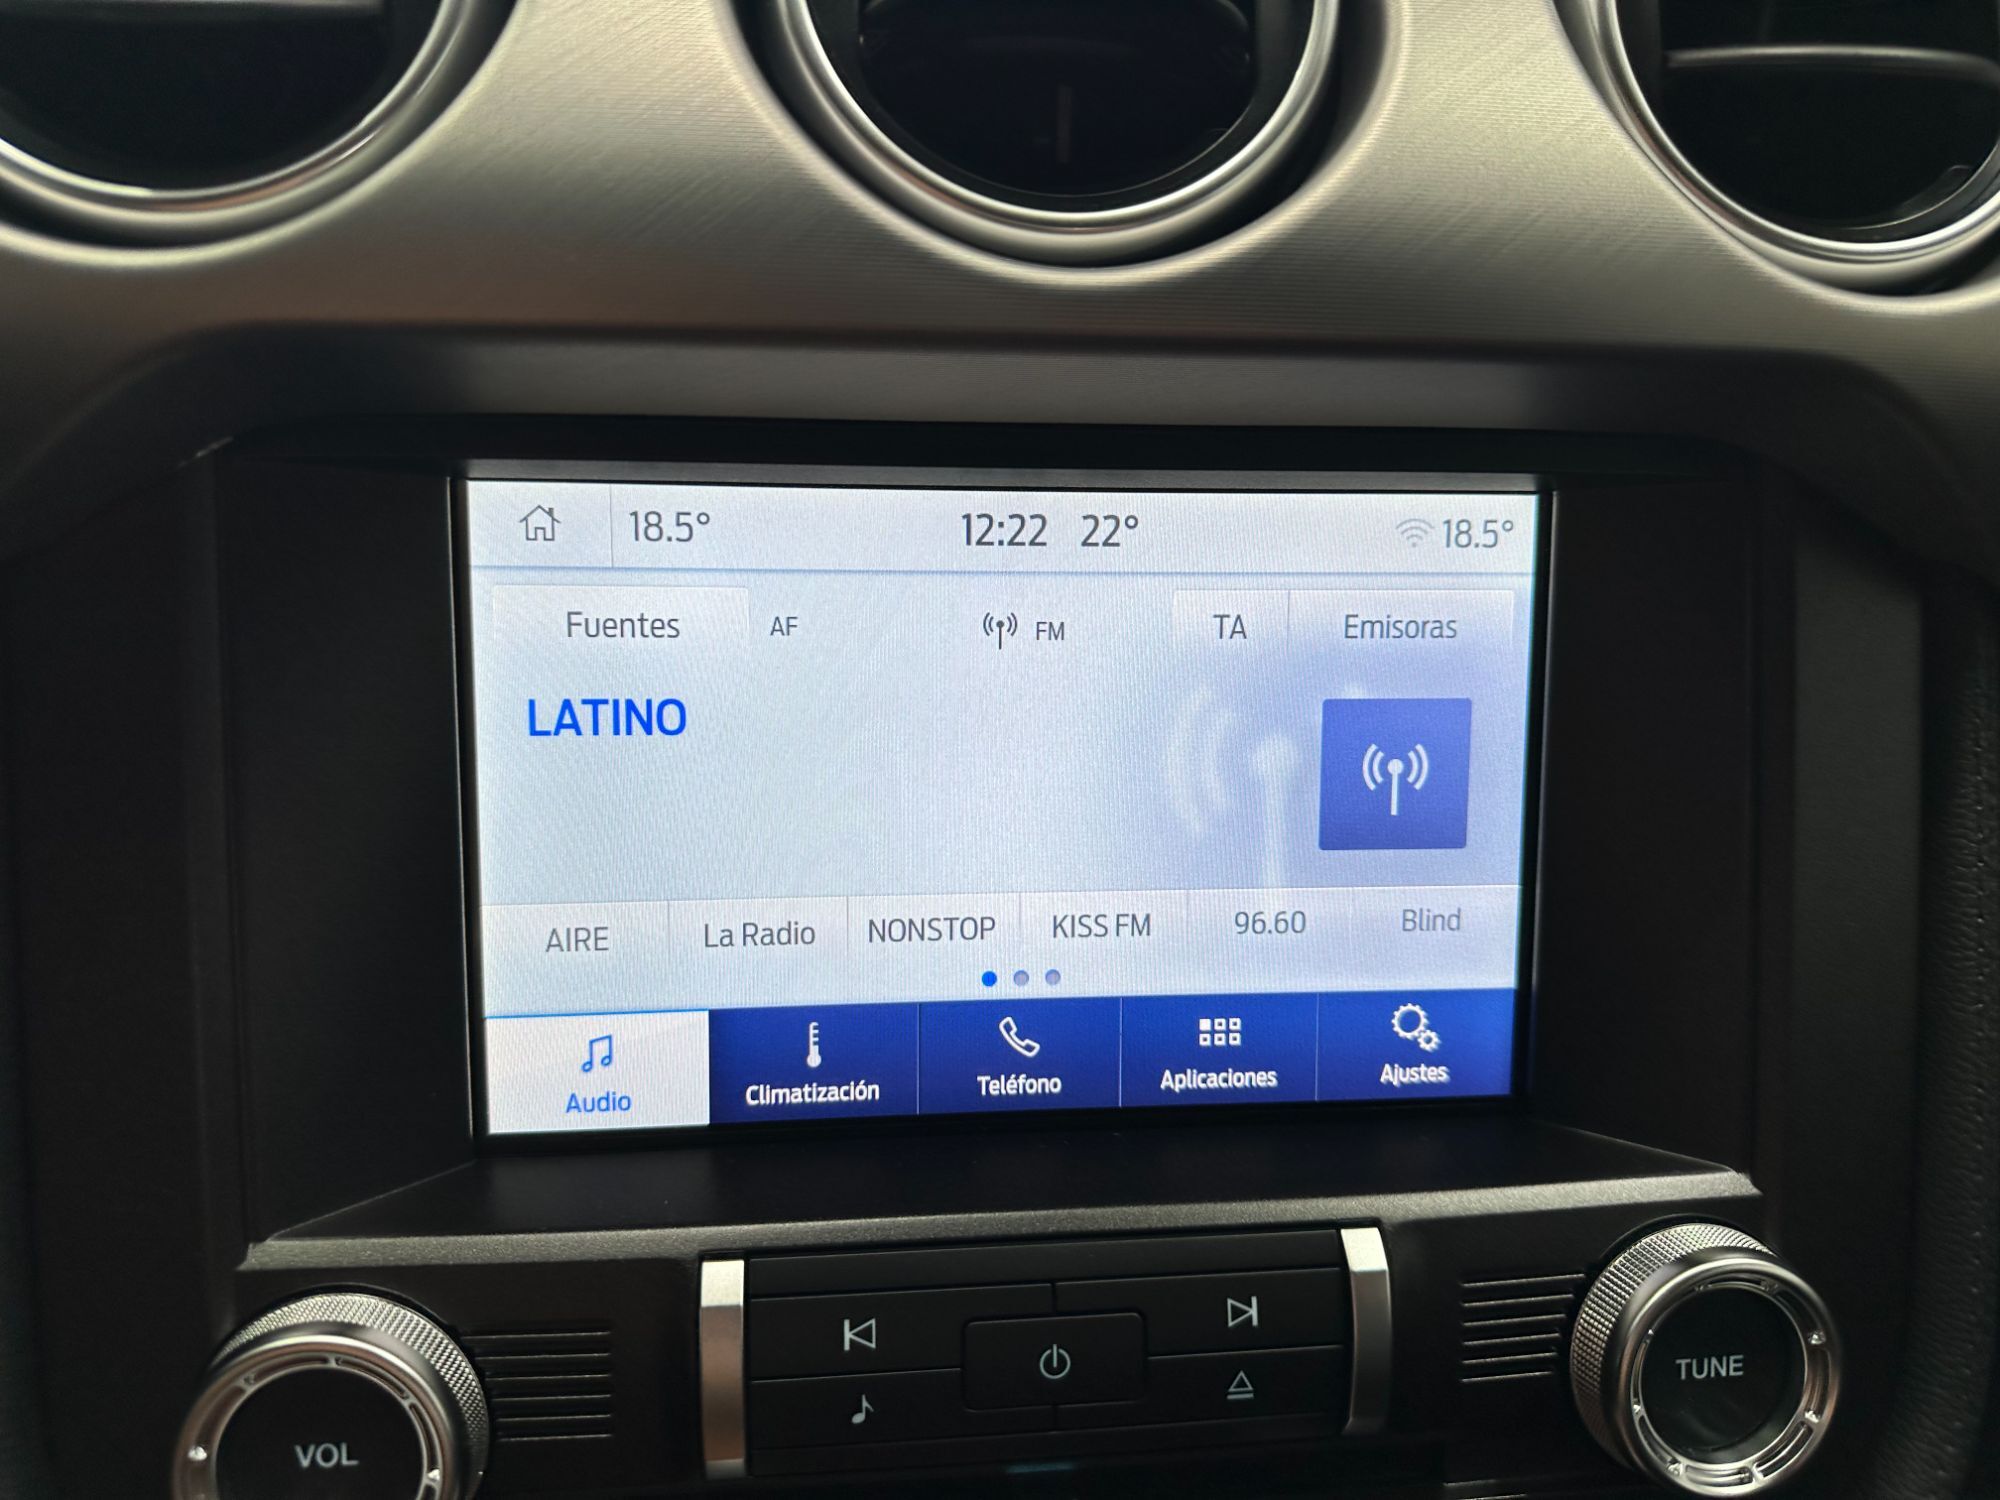 18.5° 12:22 22° 18.5°
Fuentes AF FM TA Emisoras
LATINO
AIRE La Radio NONSTOP KISS FM 96.60 Blind
Audio Climatización Teléfono Aplicaciones Ajustes
VOL TUNE